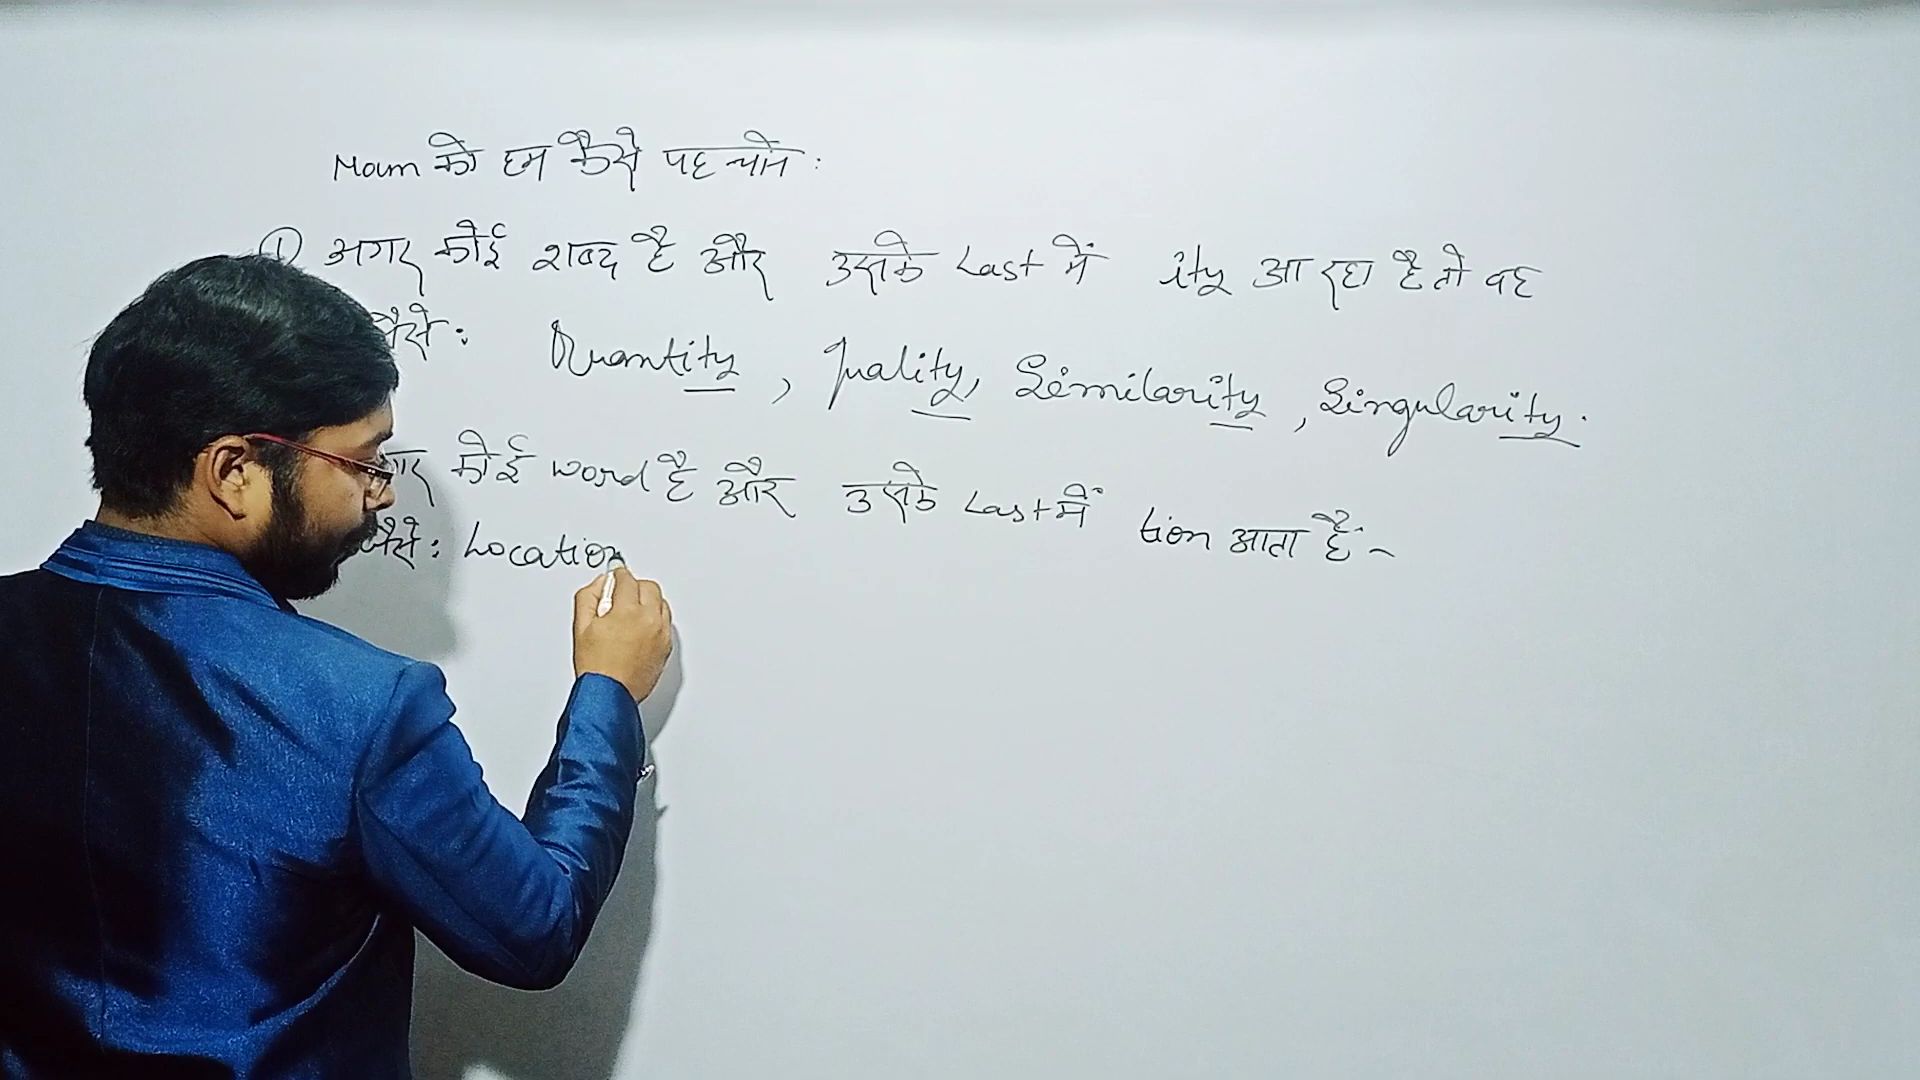 Noun को हम कैसे पहचाने :
① अगर कोई शब्द है और उसके Last में ity आ रहा है तो वह
जैसे : Quantity , Quality, Similarity , Singularity .
कोई word है और उसके Last में tion आता है -
जैसे : Location